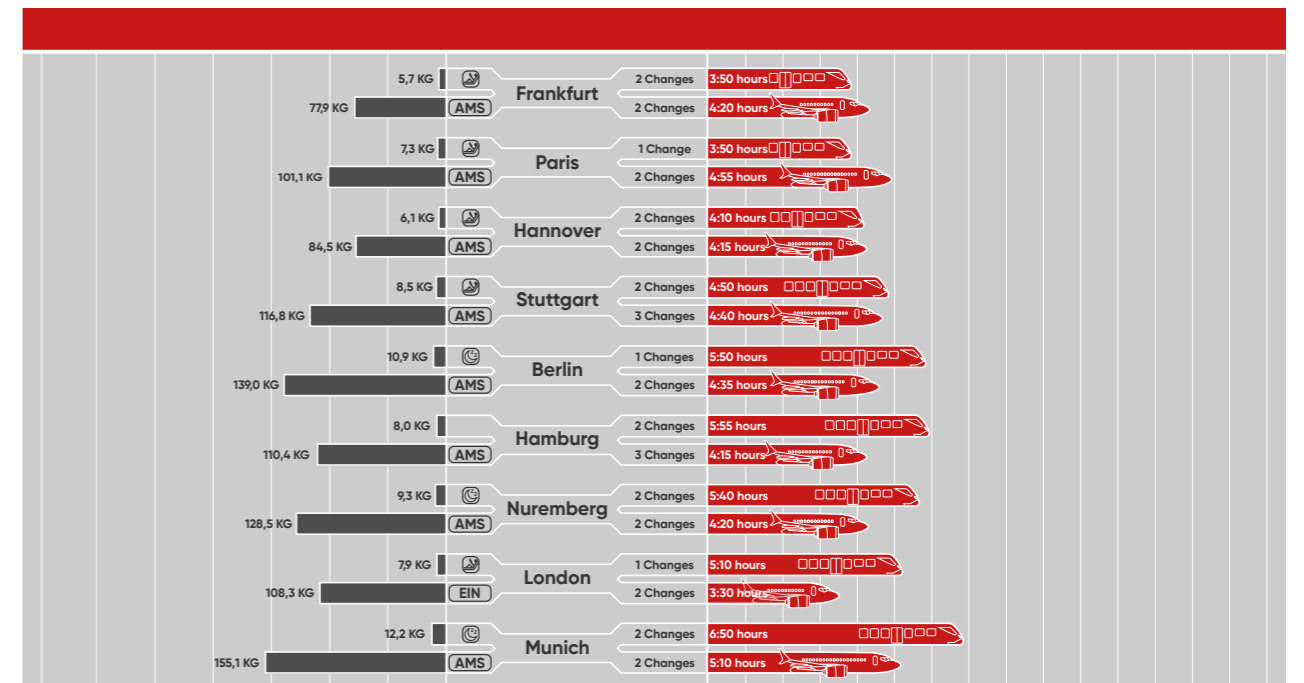 5,7 KG 2 Changes 3:50 hours
Frankfurt
77,9 KG AMS 2 Changes 4:20 hours
7,3 KG 1 Change 3:50 hours
Paris
101,1 KG AMS 2 Changes 4:55 hours
6,1 KG 2 Changes 4:10 hours
Hannover
84,5 KG AMS 2 Changes 4:15 hours
8,5 KG 2 Changes 4:50 hours
Stuttgart
116,8 KG AMS 3 Changes 4:40 hours
10,9 KG 1 Changes 5:50 hours
Berlin
139,0 KG AMS 2 Changes 4:35 hours
8,0 KG 2 Changes 5:55 hours
Hamburg
110,4 KG AMS 3 Changes 4:15 hours
9,3 KG 2 Changes 5:40 hours
Nuremberg
128,5 KG AMS 2 Changes 4:20 hours
7,9 KG 1 Changes 5:10 hours
London
108,3 KG EIN 2 Changes 3:30 hours
12,2 KG 2 Changes 6:50 hours
Munich
155,1 KG AMS 2 Changes 5:10 hours